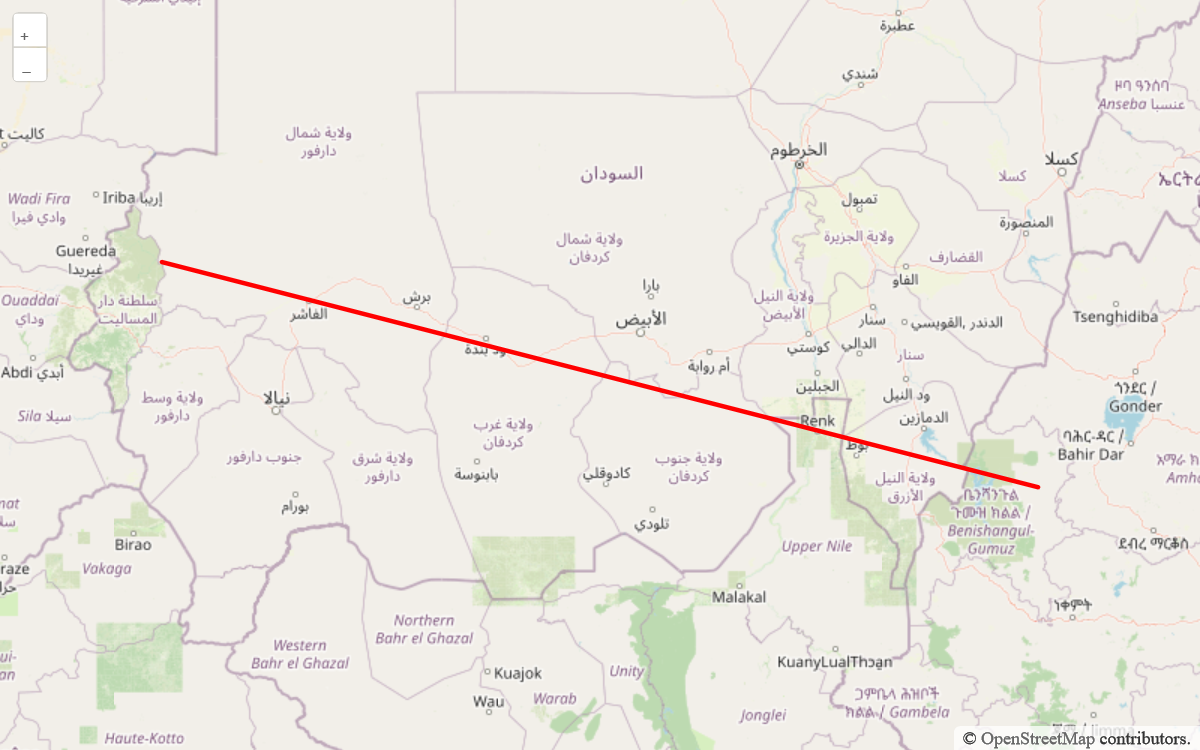 إليمي الشرقية
+
–
عطبرة
شندي
ዞባ ዓንሰባ
Anseba عنسبا
كاليت
ولاية شمال
دارفور
الخرطوم
كسلا
السودان
كسلا
Wadi Fira
وادي فيرا
Iriba إريبا
تمبول
المنصورة
Guereda
غيريدا
ولاية شمال
كردفان
ولاية الجزيرة
القضارف
الفاو
Ouaddaï
وداي
سلطنة دار
المساليت
برش
الفاشر
بارا
الأبيض
ولاية النيل
الأبيض
سنار
الدندر ,القويسي
Tsenghidiba
ود بندة
كوستي
الدالي
سنار
Abdi أبدي
أم روابة
الجبلين
ود النيل
ጎንደር /
Gonder
Sila سيلا
ولاية وسط
دارفور
نيالا
الدمازين
Renk
بوط
ባሕር-ዳር /
Bahir Dar
ولاية غرب
كردفان
جنوب دارفور
ولاية شرق
دارفور
بابنوسة
كادوقلي
ولاية جنوب
كردفان
ولاية النيل
الأزرق
ቤንሻንጉል
ጉሙዝ ክልል /
Benishangul-
Gumuz
بورام
تلودي
Birao
Vakaga
Upper Nile
ደብረ ማርቆስ
Malakal
ነቀምት
Northern
Bahr el Ghazal
Western
Bahr el Ghazal
Kuajok
Unity
KuanyLualThɔan
Wau
Warab
Jonglei
ጋምቤላ ሕዝቦች
ክልል / Gambela
Haute-Kotto
© OpenStreetMap contributors.